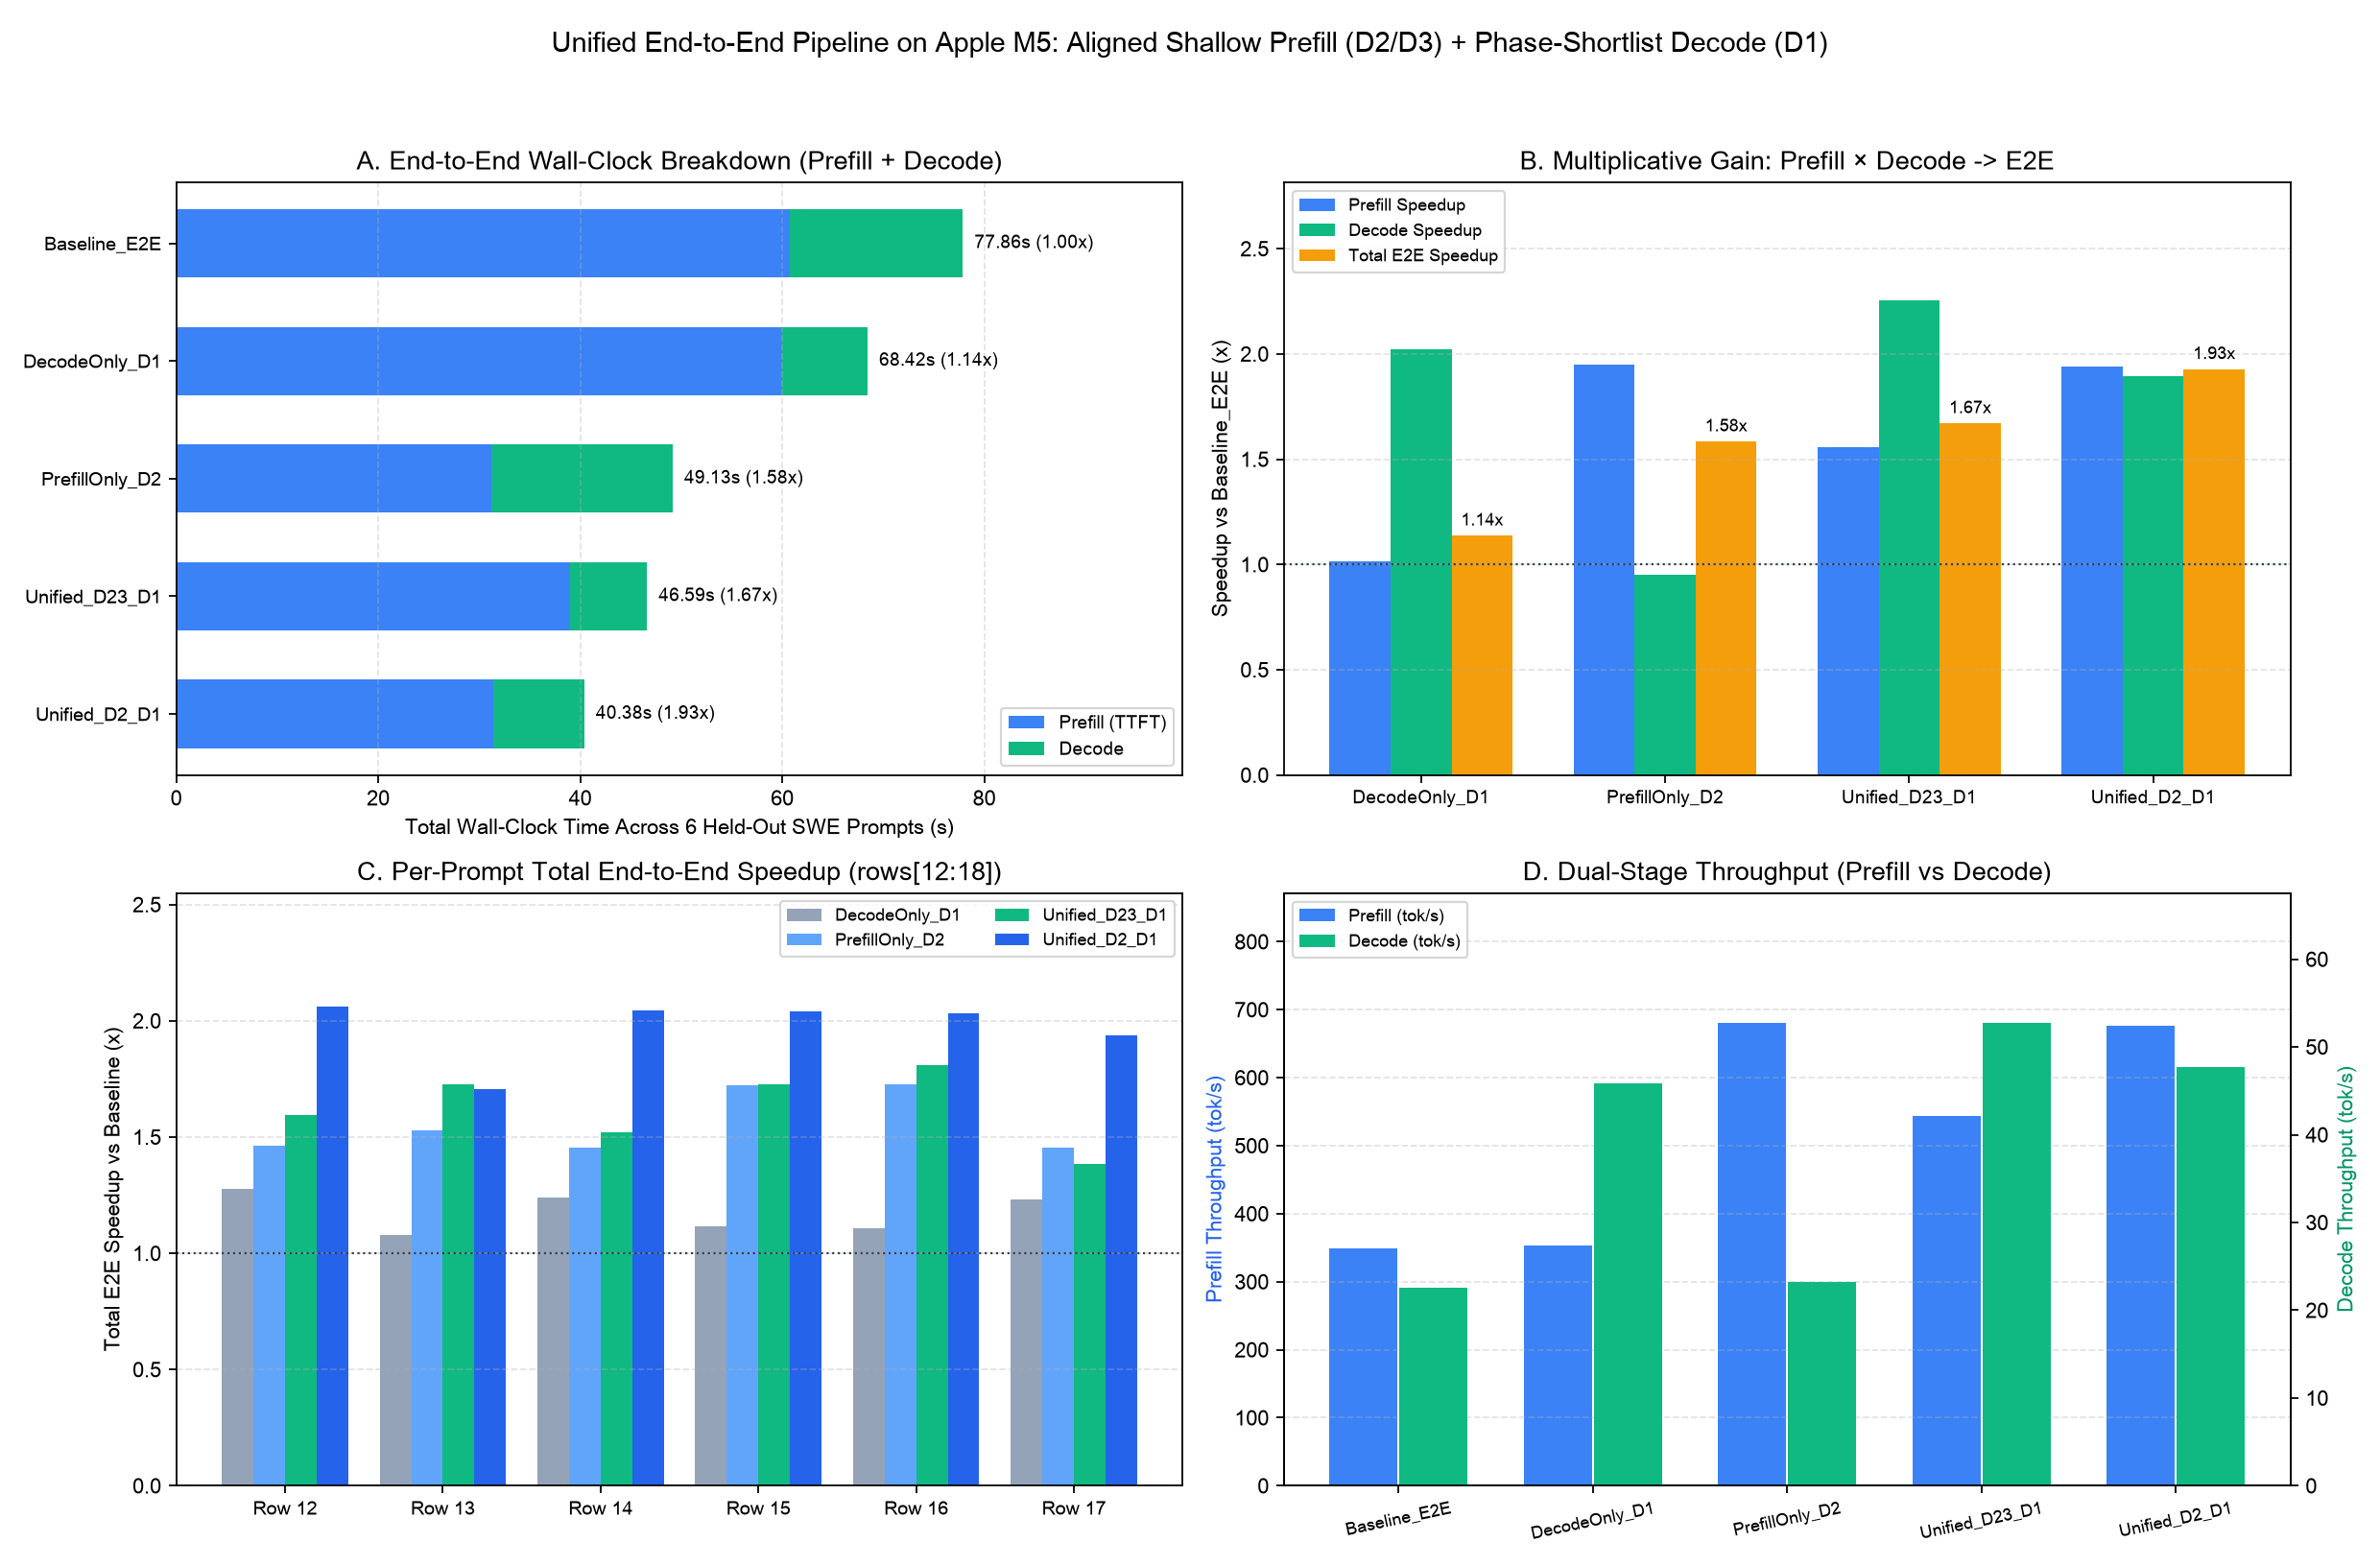 Unified End-to-End Pipeline on Apple M5: Aligned Shallow Prefill (D2/D3) + Phase-Shortlist Decode (D1)
A. End-to-End Wall-Clock Breakdown (Prefill + Decode)
Baseline_E2E
77.86s (1.00x)
DecodeOnly_D1
68.42s (1.14x)
PrefillOnly_D2
49.13s (1.58x)
Unified_D23_D1
46.59s (1.67x)
Unified_D2_D1
40.38s (1.93x)
Prefill (TTFT)
Decode
0 20 40 60 80
Total Wall-Clock Time Across 6 Held-Out SWE Prompts (s)
B. Multiplicative Gain: Prefill × Decode -> E2E
Prefill Speedup
Decode Speedup
Total E2E Speedup
Speedup vs Baseline_E2E (x)
2.5
2.0
1.5
1.0
0.5
0.0
1.14x
1.58x
1.67x
1.93x
DecodeOnly_D1 PrefillOnly_D2 Unified_D23_D1 Unified_D2_D1
C. Per-Prompt Total End-to-End Speedup (rows[12:18])
DecodeOnly_D1
PrefillOnly_D2
Unified_D23_D1
Unified_D2_D1
Total E2E Speedup vs Baseline (x)
2.5
2.0
1.5
1.0
0.5
0.0
Row 12 Row 13 Row 14 Row 15 Row 16 Row 17
D. Dual-Stage Throughput (Prefill vs Decode)
Prefill (tok/s)
Decode (tok/s)
Prefill Throughput (tok/s)
800
700
600
500
400
300
200
100
0
60
50
40
30
20
10
0
Decode Throughput (tok/s)
Baseline_E2E DecodeOnly_D1 PrefillOnly_D2 Unified_D23_D1 Unified_D2_D1